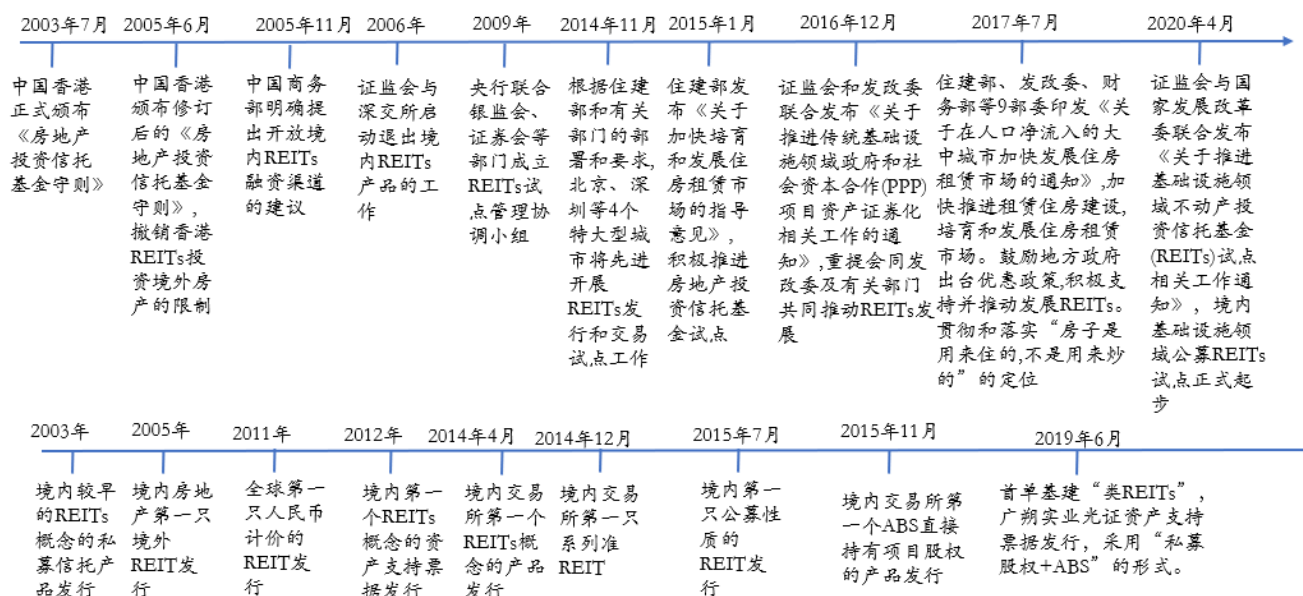 2003年7月
2005年6月
2005年11月
2006年
2009年
2014年11月
2015年1月
2016年12月
2017年7月
2020年4月
中国香港
正式颁布
《房地产
投资信托
基金守则》
中国香港
颁布修订
后的《房
地产投资
信托基金
守则》，
撤销香港
REITs投
资境外房
产的限制
中国商务
部明确提
出开放境
内REITs
融资渠道
的建议
证监会与
深交所启
动退出境
内REITs
产品的工
作
央行联合
银监会、
证券会等
部门成立
REITs试
点管理协
调小组
根据住建
部和有关
部门的部
署和要求,
北京、深
圳等4个
特大型城
市将先进
开展
REITs发
行和交易
试点工作
住建部发
布《关于
加快培育
和发展住
房租赁市
场的指导
意见》，
积极推进
房地产投
资信托基
金试点
证监会和发改委
联合发布《关于
推进传统基础设
施领域政府和社
会资本合作(PPP)
项目资产证券化
相关工作的通
知》,重提会同发
改委及有关部门
共同推动REITs发
展
住建部、发改委、财
务部等9部委印发《关
于在人口净流入的大
中城市加快发展住房
租赁市场的通知》,加
快推进租赁住房建设,
培育和发展住房租赁
市场。鼓励地方政府
出台优惠政策,积极支
持并推动发展REITs。
贯彻和落实“房子是
用来住的,不是用来炒
的”的定位
证监会与国
家发展改革
委联合发布
《关于推进
基础设施领
域不动产投
资信托基金
(REITs)试点
相关工作通
知》，境内
基础设施领
域公募REITs
试点正式起
步
2003年
2005年
2011年
2012年
2014年4月
2014年12月
2015年7月
2015年11月
2019年6月
境内较早
的REITs
概念的私
募信托产
品发行
境内房地
产第一只
境外
REIT发
行
全球第一
只人民币
计价的
REIT发
行
境内第一
个REITs
概念的资
产支持票
据发行
境内交易
所第一个
REITs概
念的产品
发行
境内交易
所第一只
系列准
REIT
境内第一
只公募性
质的
REIT发行
境内交易所第
一个ABS直接
持有项目股权
的产品发行
首单基建“类REITs”，
广朔实业光证资产支持
票据发行，采用“私募
股权+ABS”的形式。